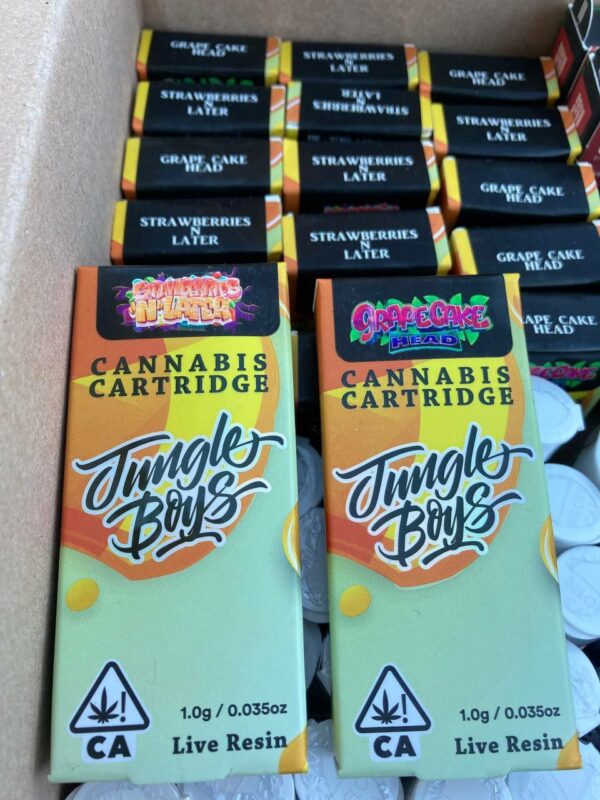 GRAPE CAKE
HEAD
STRAWBERRIES
N
LATER
GRAPE CAKE
HEAD
STRAWBERRIES
N
LATER
STRAWBERRIES
N
LATER
STRAWBERRIES
N
LATER
GRAPE CAKE
HEAD
STRAWBERRIES
N
LATER
GRAPE CAKE
HEAD
STRAWBERRIES
N
LATER
STRAWBERRIES
N
LATER
GRAPE CAKE
HEAD
APE CAKE
HEAD
STRAWBERRIES
'N' LATER
CANNABIS
CARTRIDGE
Jungle
Boys
CA
1.0g / 0.035oz
Live Resin
GRAPE CAKE
HEAD
CANNABIS
CARTRIDGE
Jungle
Boys
CA
1.0g / 0.035oz
Live Resin